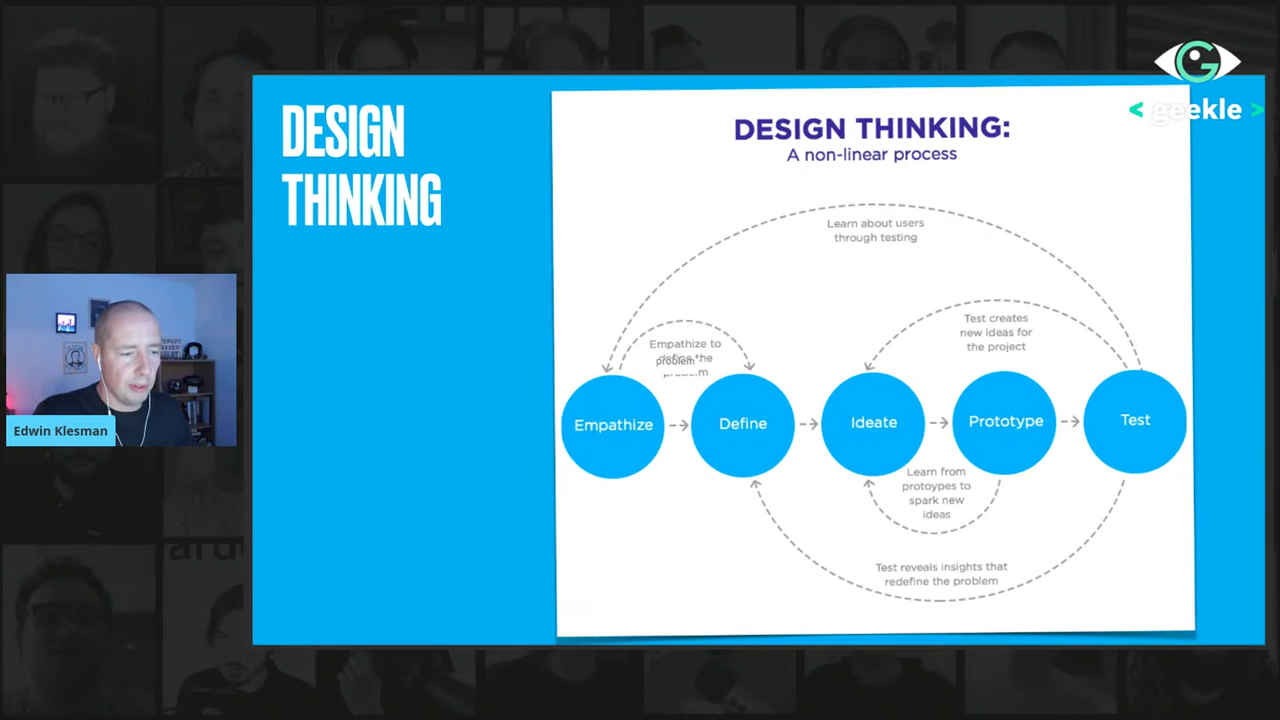 DESIGN
THINKING
< geekle >
DESIGN THINKING:
A non-linear process
Learn about users
through testing
Test creates
new ideas for
the project
Empathize to
define the
problem
problem
Empathize
Define
Ideate
Prototype
Test
Learn from
protoypes to
spark new
ideas
Test reveals insights that
redefine the problem
Edwin Klesman